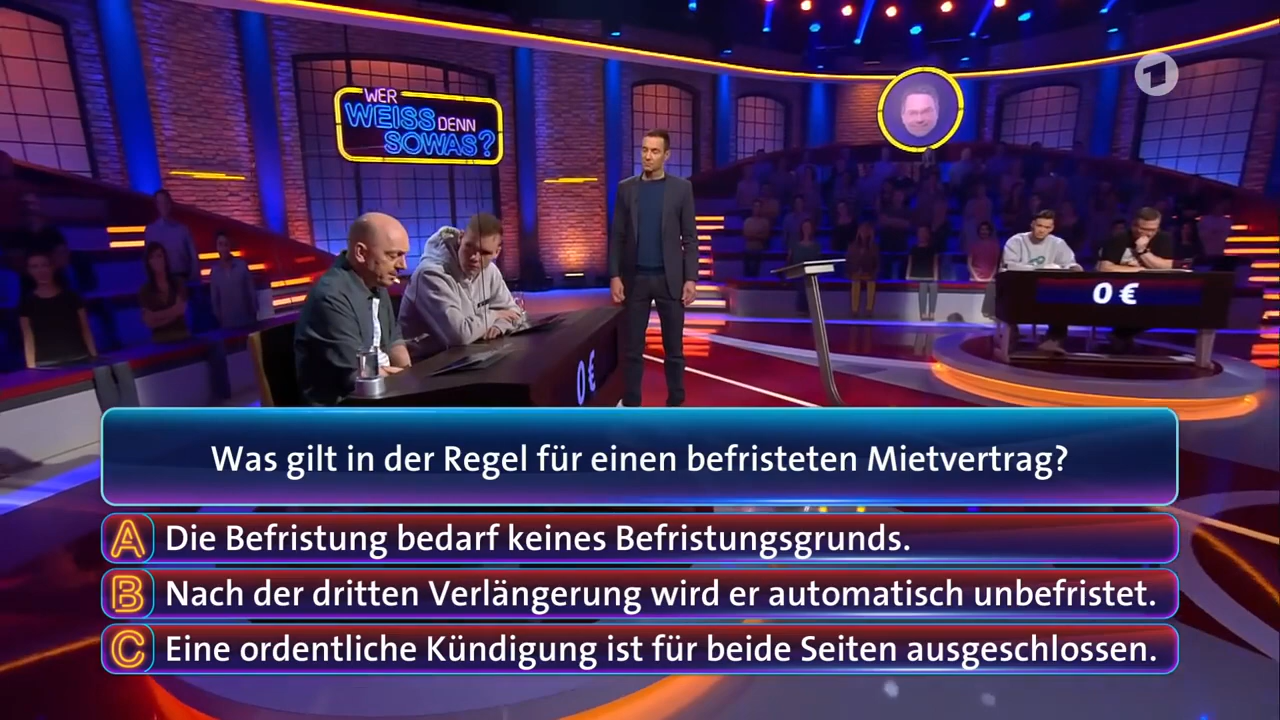 WER
WEISS DENN
SOWAS?
1
0 €
0 €
Was gilt in der Regel für einen befristeten Mietvertrag?
A Die Befristung bedarf keines Befristungsgrunds.
B Nach der dritten Verlängerung wird er automatisch unbefristet.
C Eine ordentliche Kündigung ist für beide Seiten ausgeschlossen.